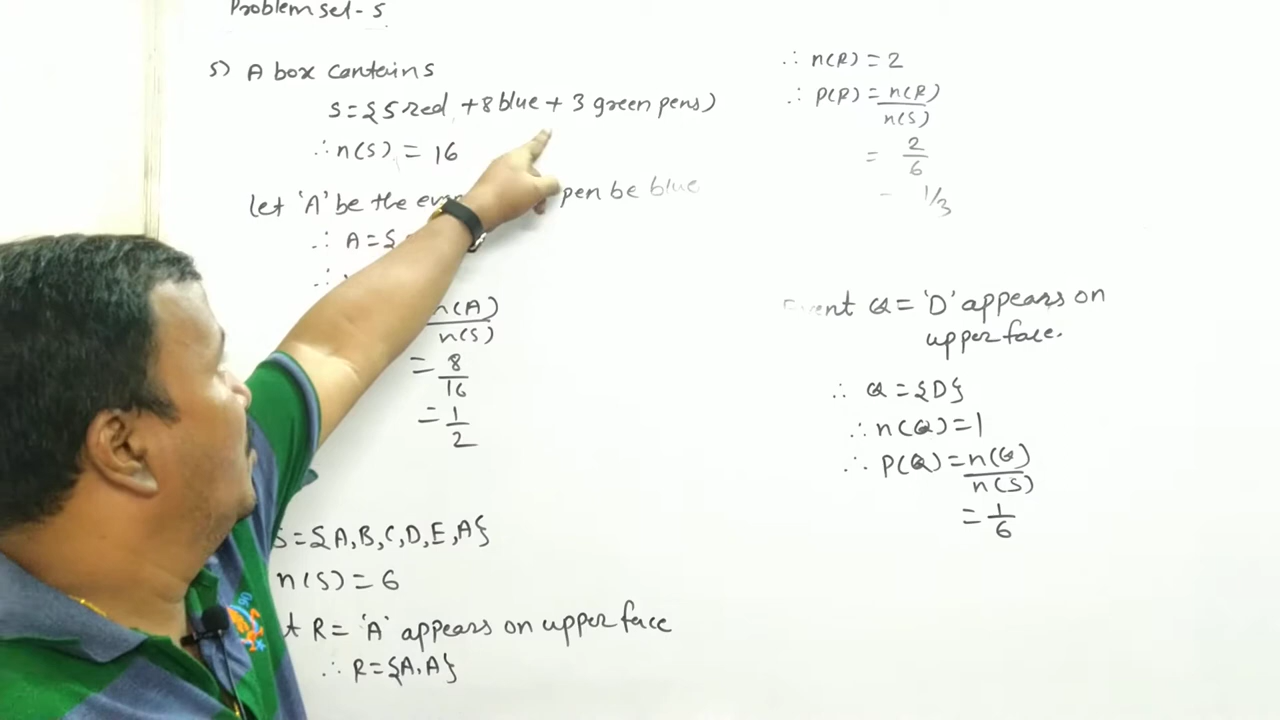 Problem set - 5
5) A box contains
S = {5 red + 8 blue + 3 green pens)
∴ n(S) = 16
Let 'A' be the pen be blue
∴ A = {
∴
n(A)
n(S)
= 8
16
= 1
2
S = {A, B, C, D, E, A}
n(S) = 6
R = 'A' appears on upper face
∴ R = {A, A}
∴ n(R) = 2
∴ P(R) = n(R)
n(S)
= 2
6
- 1/3
Event Q = 'D' appears on
upper face.
∴ Q = {D}
∴ n(Q) = 1
∴ P(Q) = n(Q)
n(S)
= 1
6